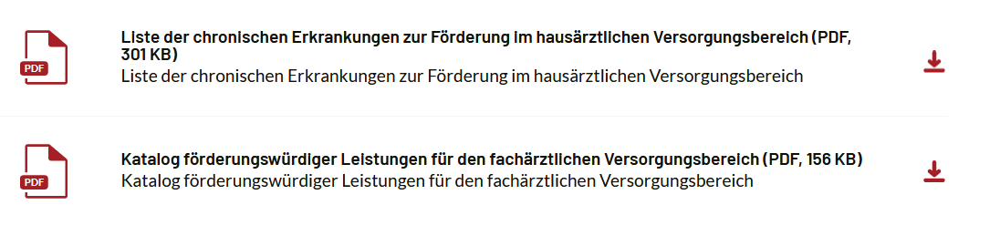 PDF
Liste der chronischen Erkrankungen zur Förderung im hausärztlichen Versorgungsbereich (PDF,
301 KB)
Liste der chronischen Erkrankungen zur Förderung im hausärztlichen Versorgungsbereich
PDF
Katalog förderungswürdiger Leistungen für den fachärztlichen Versorgungsbereich (PDF, 156 KB)
Katalog förderungswürdiger Leistungen für den fachärztlichen Versorgungsbereich